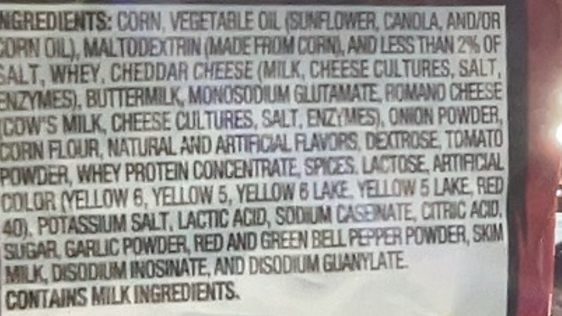 NGREDIENTS: CORN, VEGETABLE OIL (SUNFLOWER, CANOLA, AND/OR
CORN OIL), MALTODEXTRIN (MADE FROM CORN), AND LESS THAN 2% OF
SALT, WHEY, CHEDDAR CHEESE (MILK, CHEESE CULTURES, SALT,
ENZYMES), BUTTERMILK, MONOSODIUM GLUTAMATE, ROMANO CHEESE
(COW'S MILK, CHEESE CULTURES, SALT, ENZYMES), ONION POWDER,
CORN FLOUR, NATURAL AND ARTIFICIAL FLAVORS, DEXTROSE, TOMATO
POWDER, WHEY PROTEIN CONCENTRATE, SPICES, LACTOSE, ARTIFICIAL
COLOR (YELLOW 6, YELLOW 5, YELLOW 6 LAKE, YELLOW 5 LAKE, RED
40), POTASSIUM SALT, LACTIC ACID, SODIUM CASEINATE, CITRIC ACID,
SUGAR, GARLIC POWDER, RED AND GREEN BELL PEPPER POWDER, SKIM
MILK, DISODIUM INOSINATE, AND DISODIUM GUANYLATE.
CONTAINS MILK INGREDIENTS.